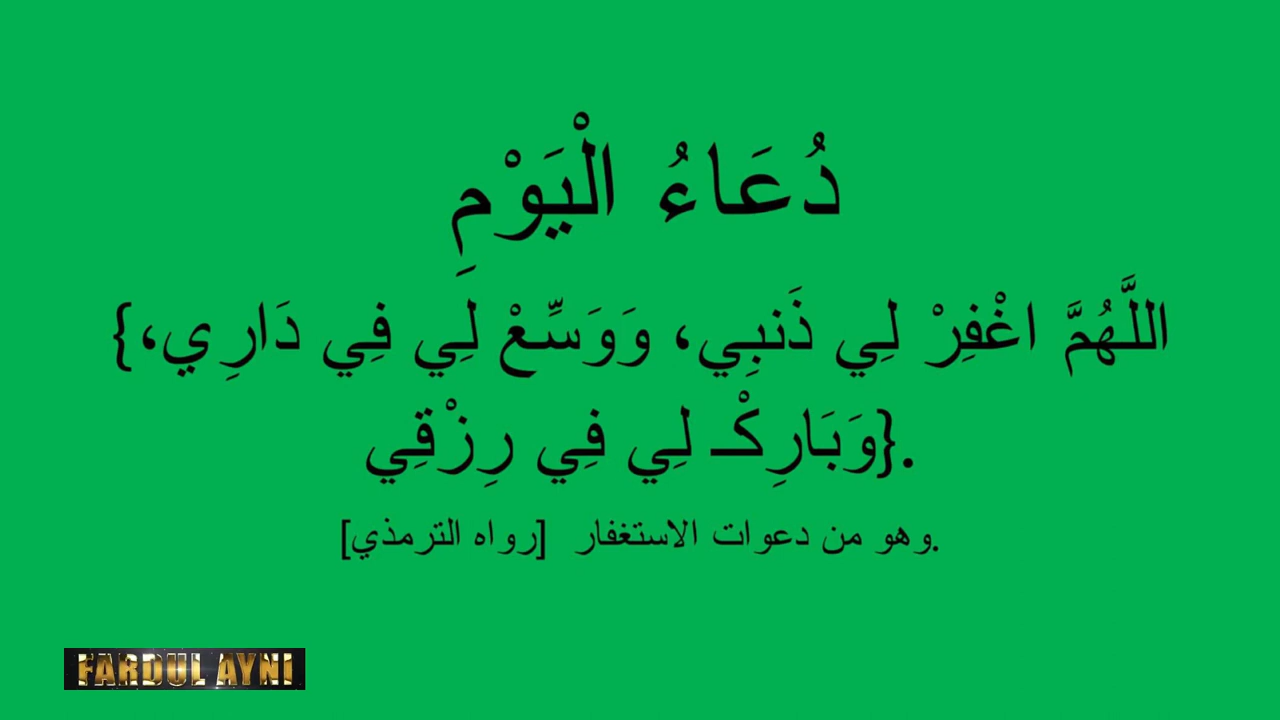 دُعَاءُ الْيَوْمِ
اللَّهُمَّ اغْفِرْ لِي ذَنبِي، وَوَسِّعْ لِي فِي دَارِي،{
.{وَبَارِكْـ لِي فِي رِزْقِي
.وهو من دعوات الاستغفار [رواه الترمذي]
FARDUL AYNI